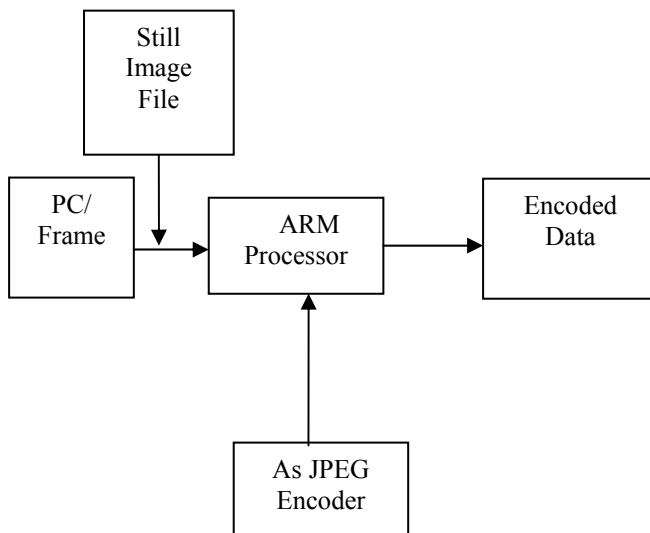 Still
Image
File
PC/
Frame
ARM
Processor
Encoded
Data
As JPEG
Encoder